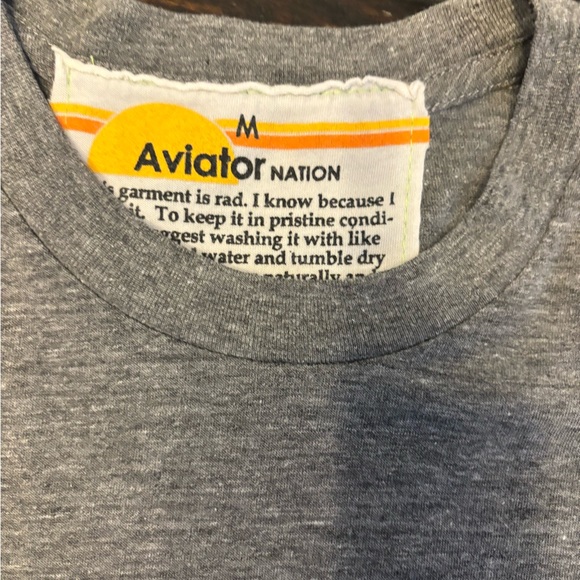 M
Aviator NATION
garment is rad. I know because I
it. To keep it in pristine condi-
washing it with like
water and tumble dry
naturally